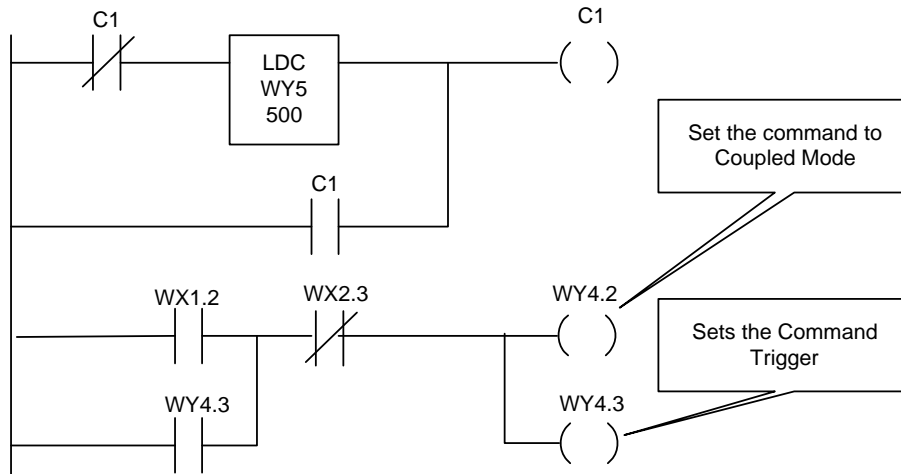 C1
C1
LDC
WY5
500
Set the command to
Coupled Mode
C1
WX1.2
WX2.3
WY4.2
Sets the Command
Trigger
WY4.3
WY4.3